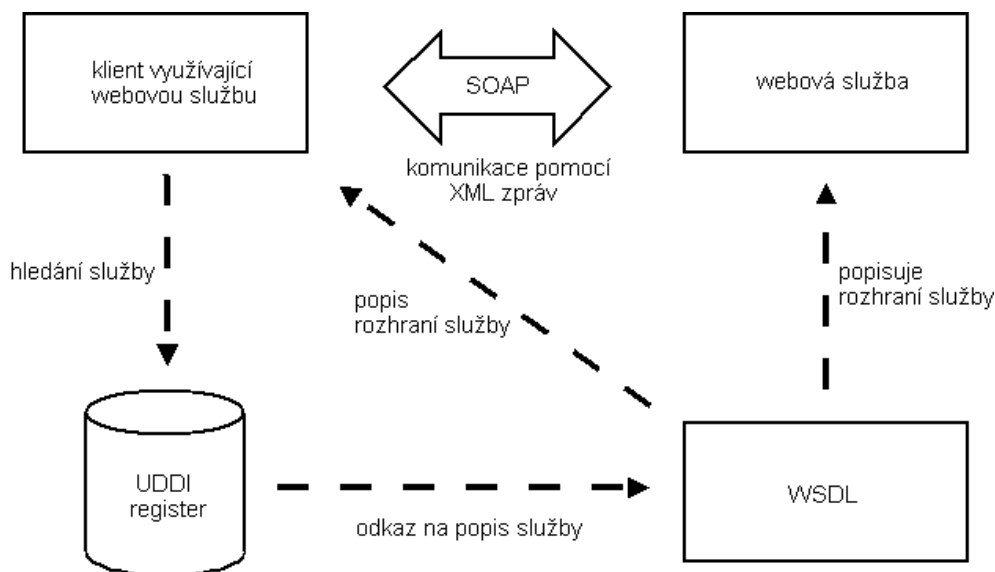 klient využívající
webovou službu
SOAP
webová služba
komunikace pomocí
XML zpráv
hledání služby
popis
rozhraní služby
popisuje
rozhraní služby
UDDI
register
odkaz na popis služby
WSDL